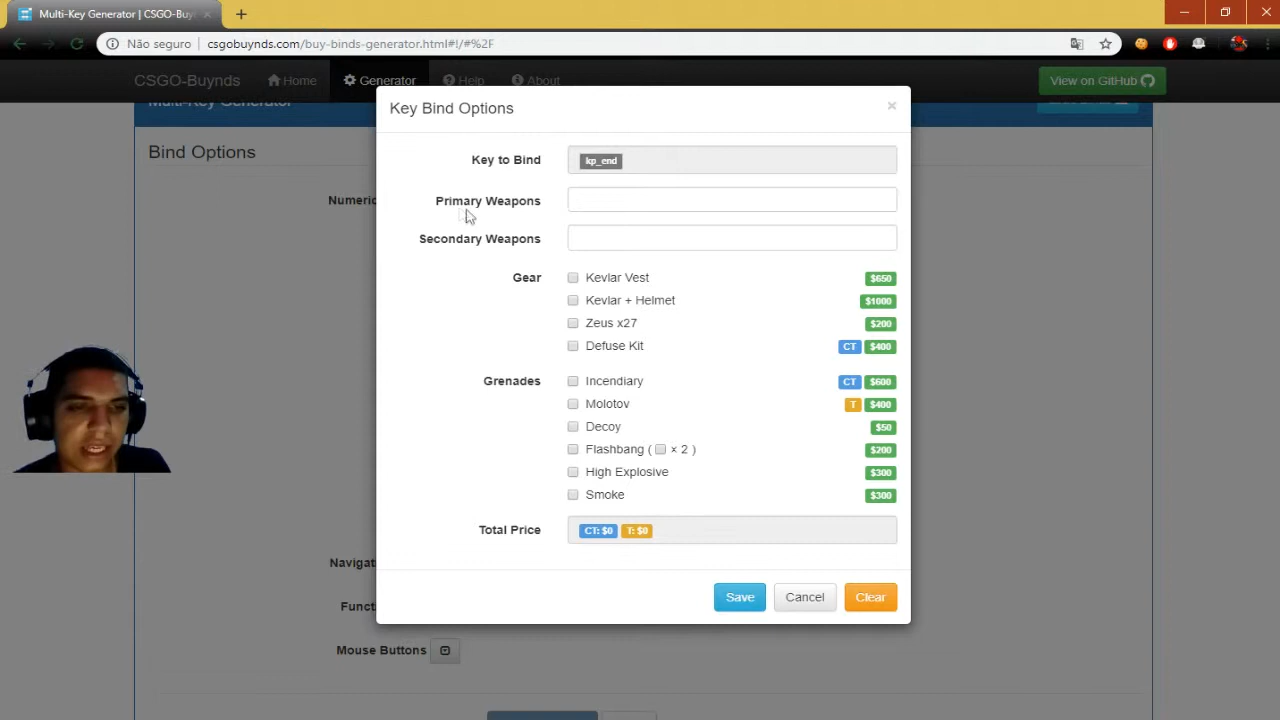 Multi-Key Generator | CSGO-Buy
Não seguro
csgobuynds.com/buy-binds-generator.html#!/#%2F
CSGO-Buynds
Home
Generator
Help
About
View on GitHub
Multi-Key Generator
Bind Options
Numeric
Key Bind Options
×
Key to Bind
kp_end
Primary Weapons
Secondary Weapons
Gear
Kevlar Vest
$650
Kevlar + Helmet
$1000
Zeus x27
$200
Defuse Kit
CT $400
Grenades
Incendiary
CT $600
Molotov
T $400
Decoy
$50
Flashbang ( × 2 )
$200
High Explosive
$300
Smoke
$300
Total Price
CT: $0 T: $0
Save
Cancel
Clear
Navigat
Functi
Mouse Buttons